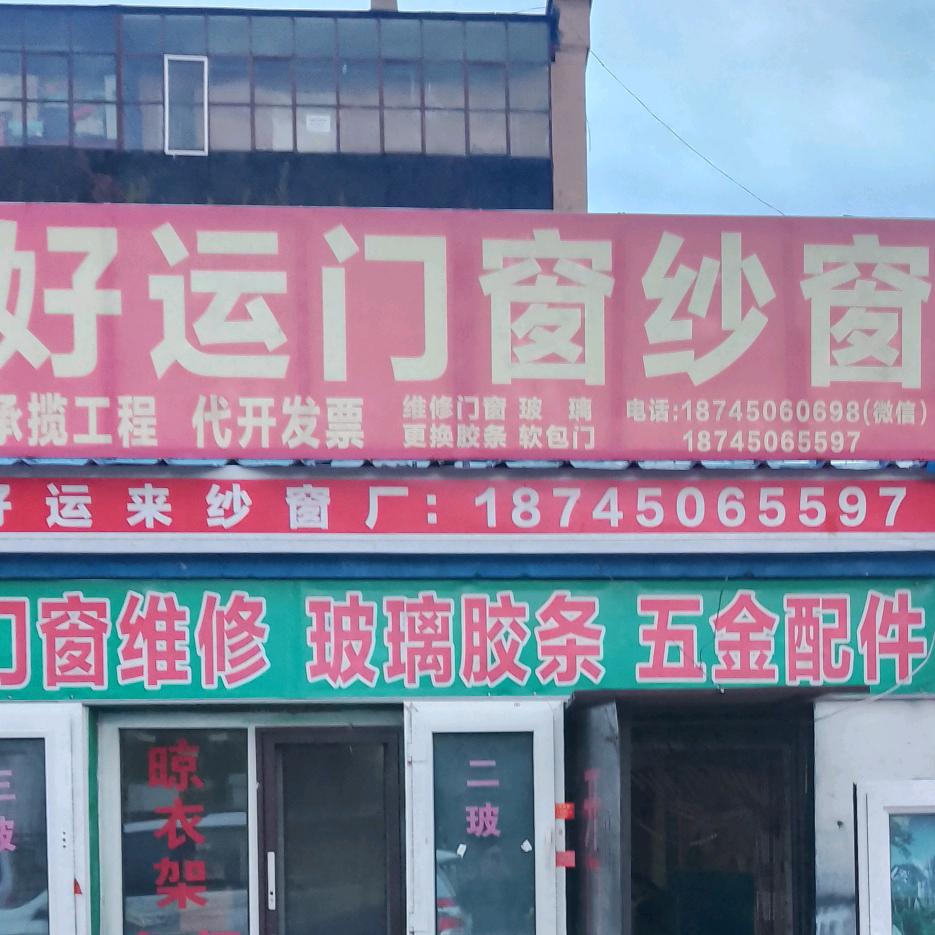 好运门窗纱窗
承揽工程 代开发票
维修门窗 玻 璃
更换胶条 软包门
电话:18745060698(微信)
18745065597
好运来纱窗厂:18745065597
门窗维修 玻璃胶条 五金配件
三玻
晾衣架
二玻